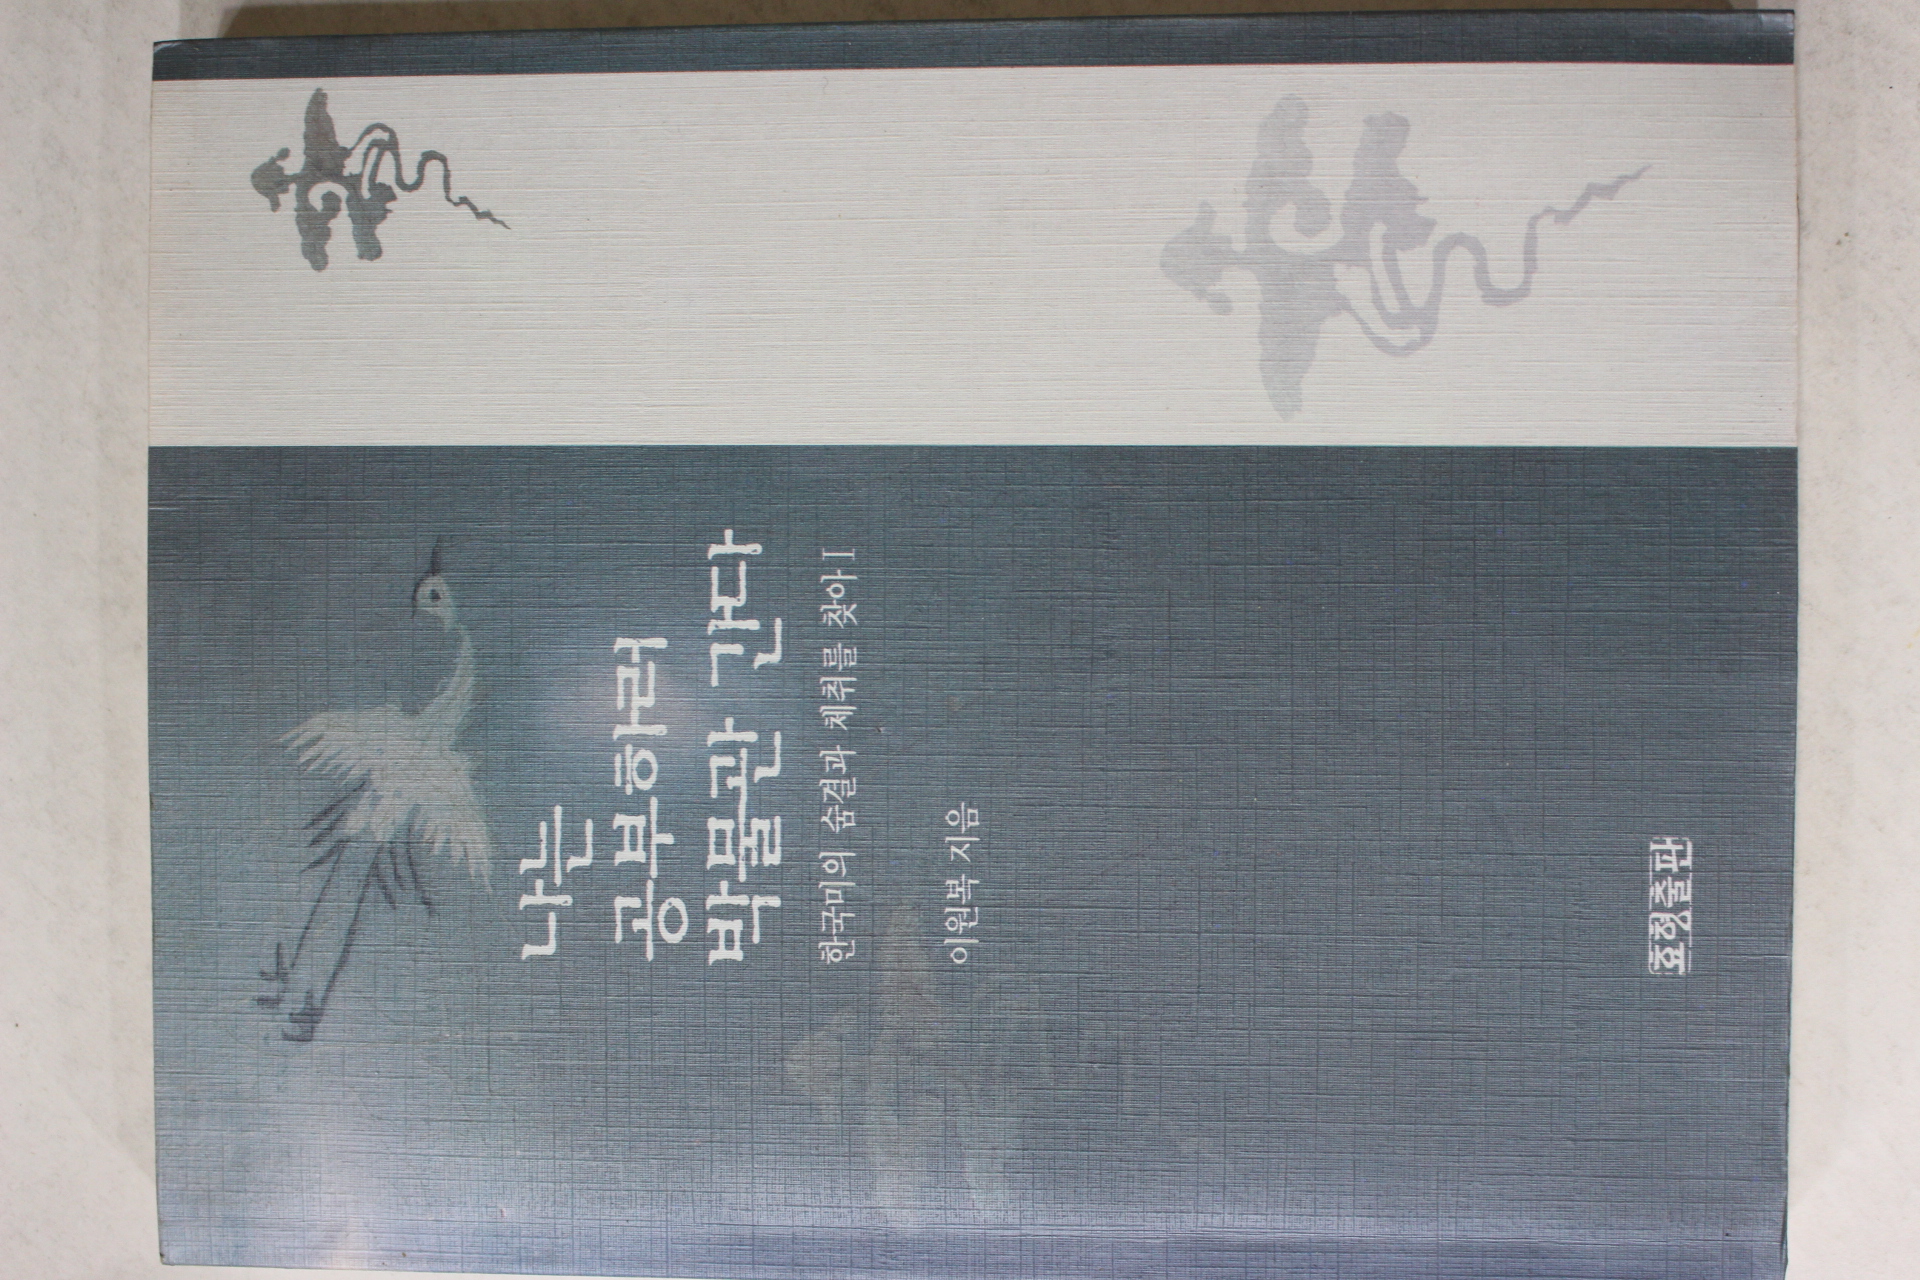 나는
공부하러
박물관 간다
한국미의 숨결과 체취를 찾아 I
이원복 지음
효형출판